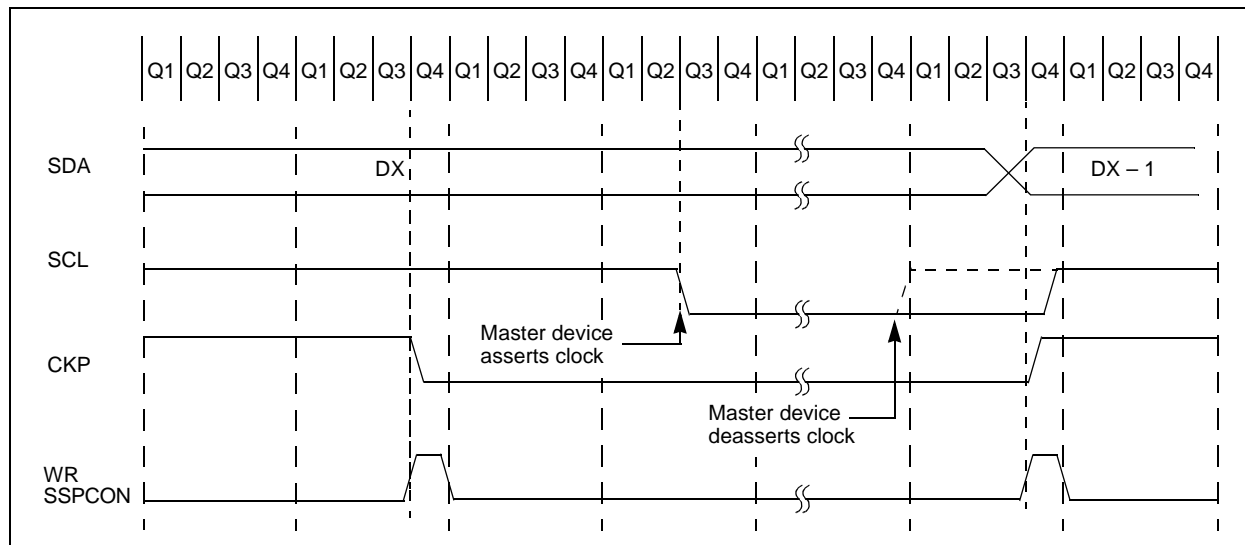 Q1 Q2 Q3 Q4 Q1 Q2 Q3 Q4 Q1 Q2 Q3 Q4 Q1 Q2 Q3 Q4 Q1 Q2 Q3 Q4 Q1 Q2 Q3 Q4 Q1 Q2 Q3 Q4
SDA
DX
DX – 1
SCL
Master device
asserts clock
CKP
Master device
deasserts clock
WR
SSPCON